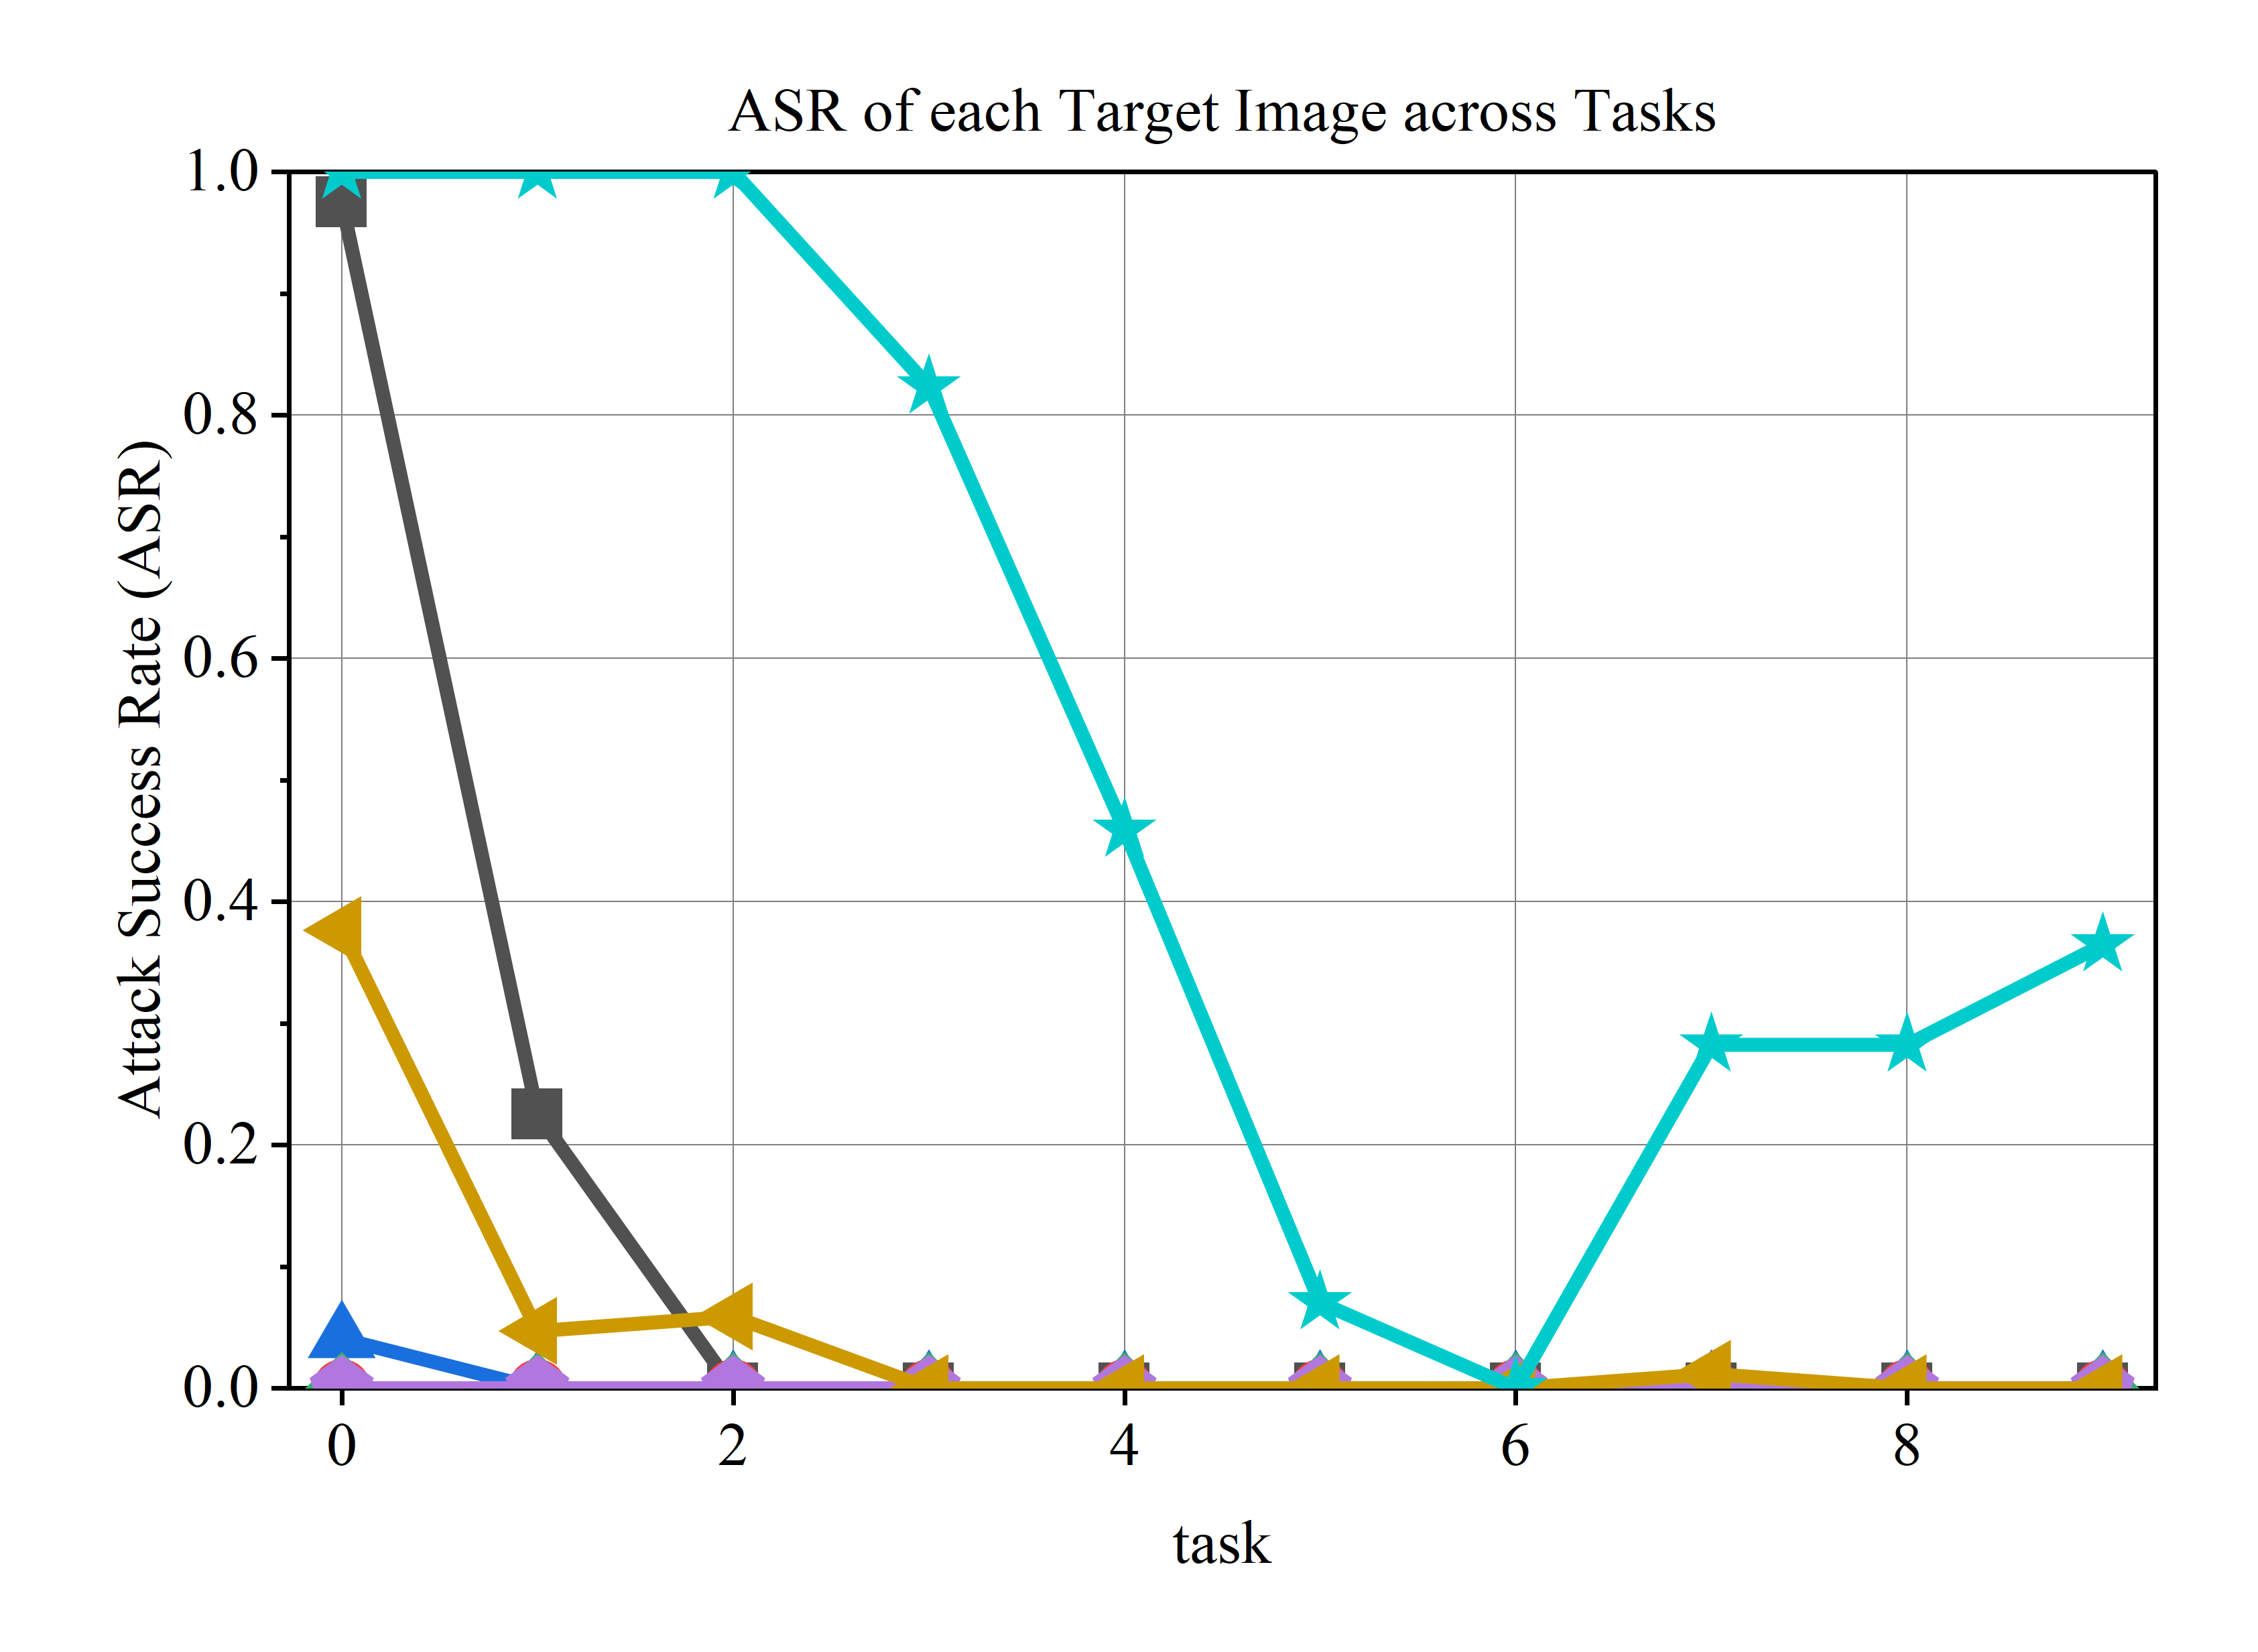 ASR of each Target Image across Tasks
Attack Success Rate (ASR)
1.0
0.8
0.6
0.4
0.2
0.0
0 2 4 6 8
task